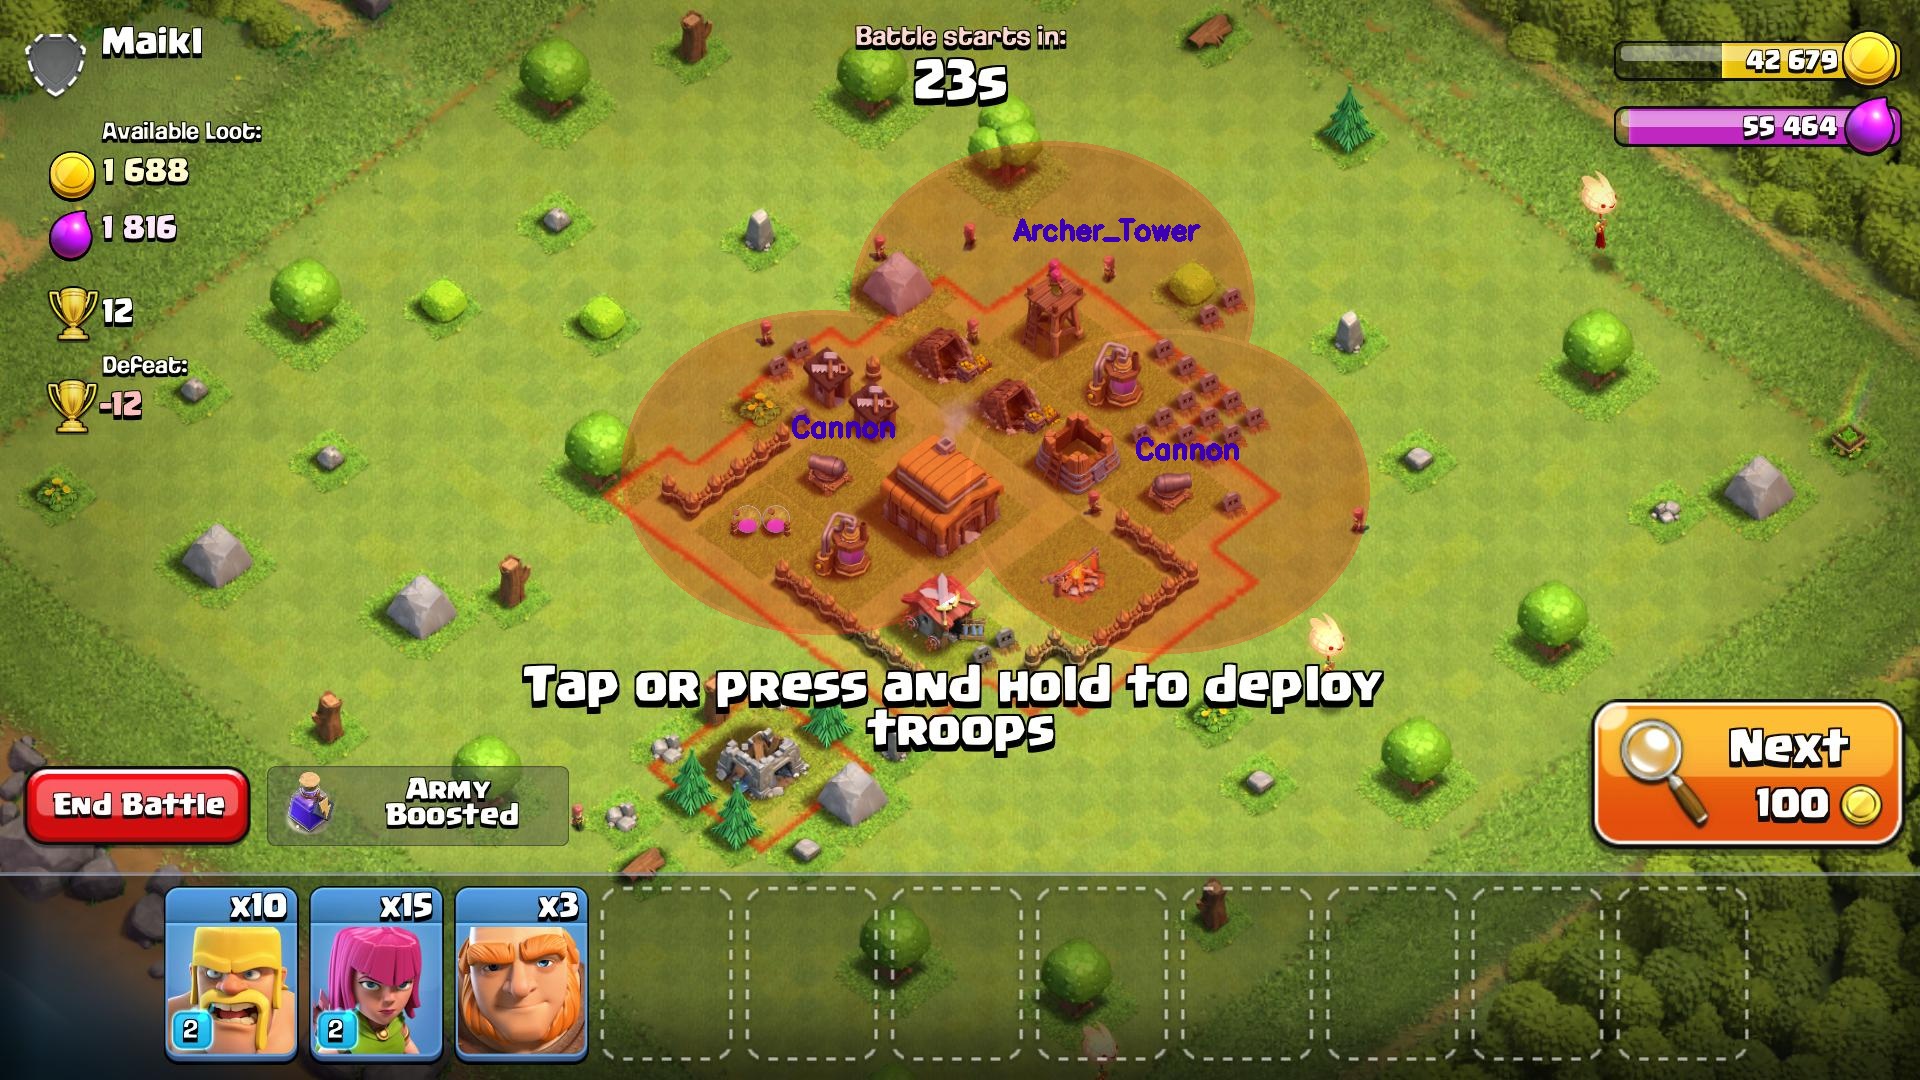 Maikl
Battle starts in:
23s
42 679
55 464
Available Loot:
1 688
1 816
12
Defeat:
-12
Archer_Tower
Cannon
Cannon
Tap or press and hold to deploy
troops
Next
100
End Battle
Army
Boosted
x10
x15
x3
2
2